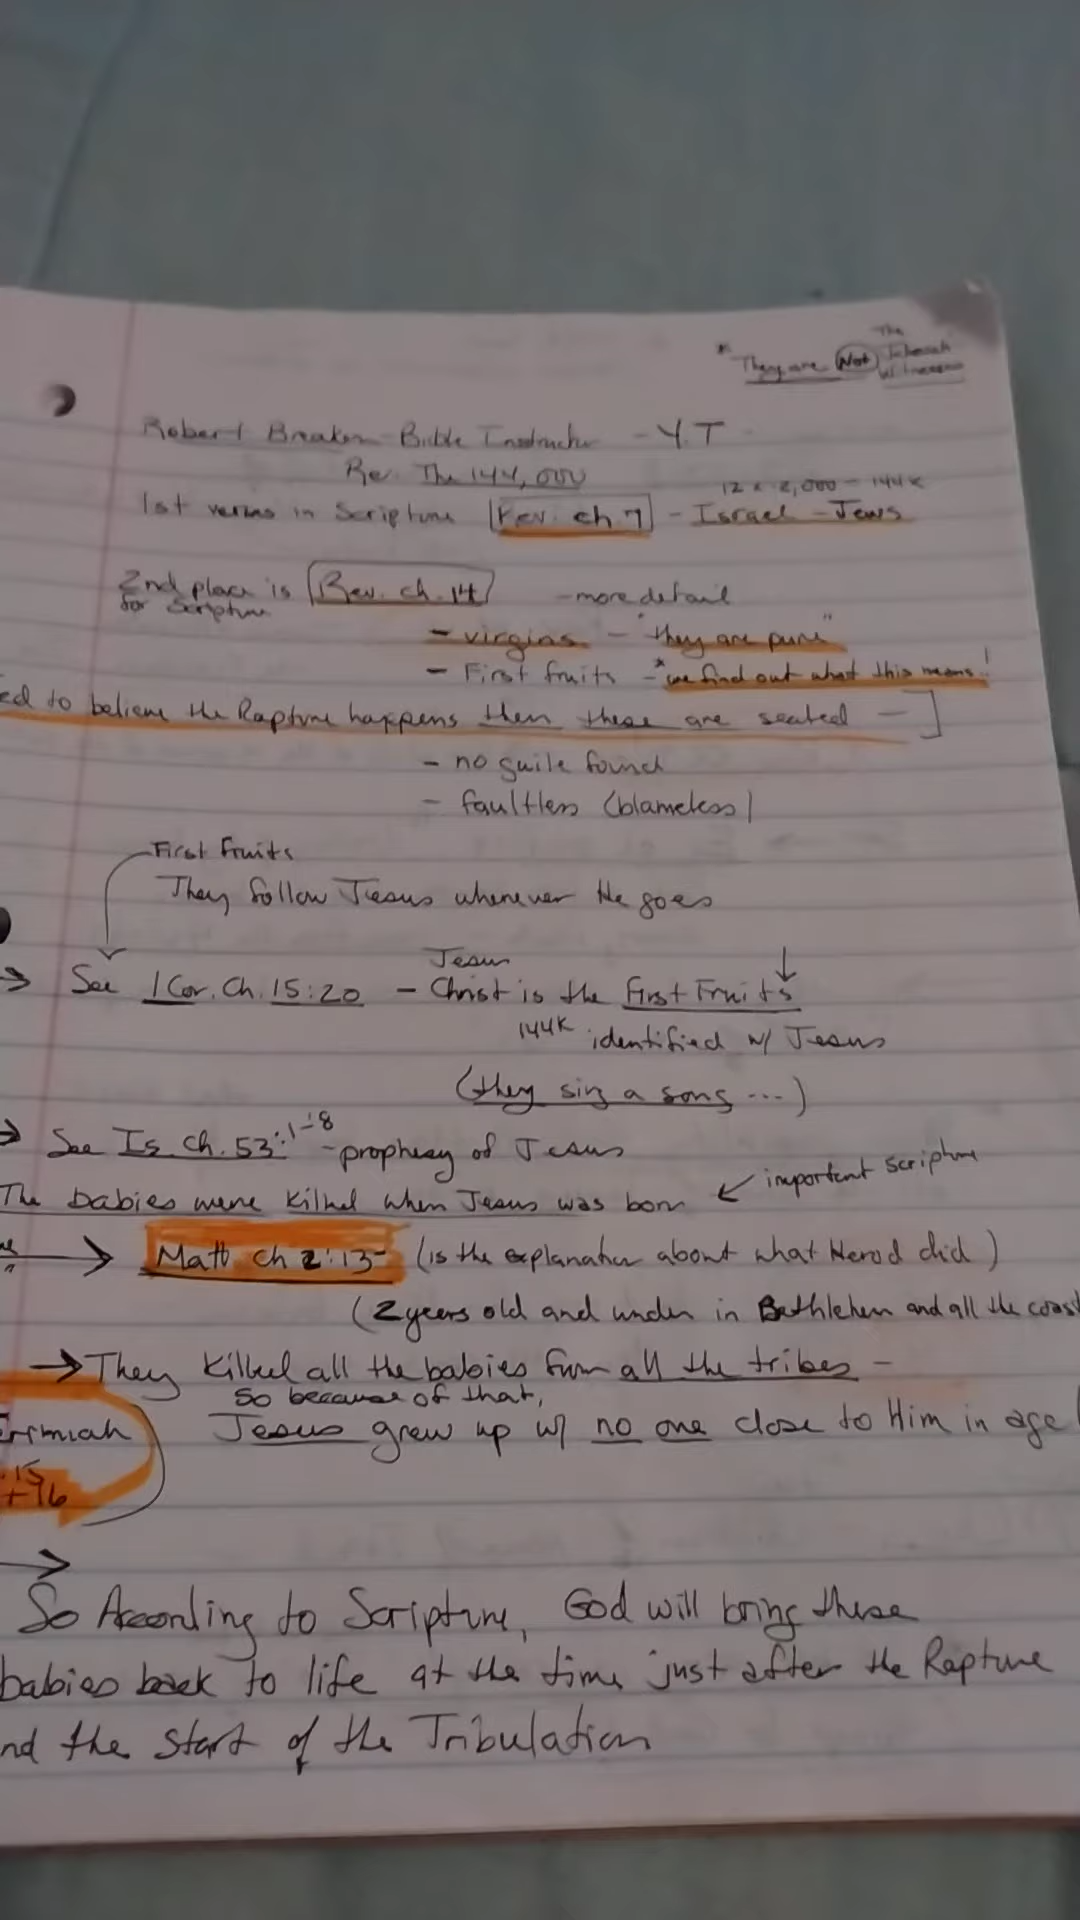 The
* They are Not Jehovah
Witnesses
Robert Breaker - Bible Instructor - Y.T
Re: The 144,000
12 x 2,000 - 144K
1st verses in Scripture Rev. ch 7 - Israel - Jews
2nd place is Rev. ch. 14 - more detail
for Scripture
- virgins - "they are pure"
- First fruits - *we find out what this means!
ed to believe the Rapture happens then these are sealed - ]
- no guile found
- faultless (blameless)
First fruits
They follow Jesus whenever He goes
Jesus
See 1 Cor. Ch. 15:20 - Christ is the First Fruits
144K identified w/ Jesus
(they sing a song ...)
See Is. Ch. 53:1-8 - prophesy of Jesus
The babies were killed when Jesus was born ← important scripture
→ Matt ch 2:13- (is the explanation about what Herod did)
(2 years old and under in Bethlehem and all the coast
→ They killed all the babies from all the tribes -
so because of that,
Jesus grew up w/ no one close to Him in age
ermiah
15
+16
→
So According to Scripture, God will bring these
babies back to life at the time just after the Rapture
nd the start of the Tribulation